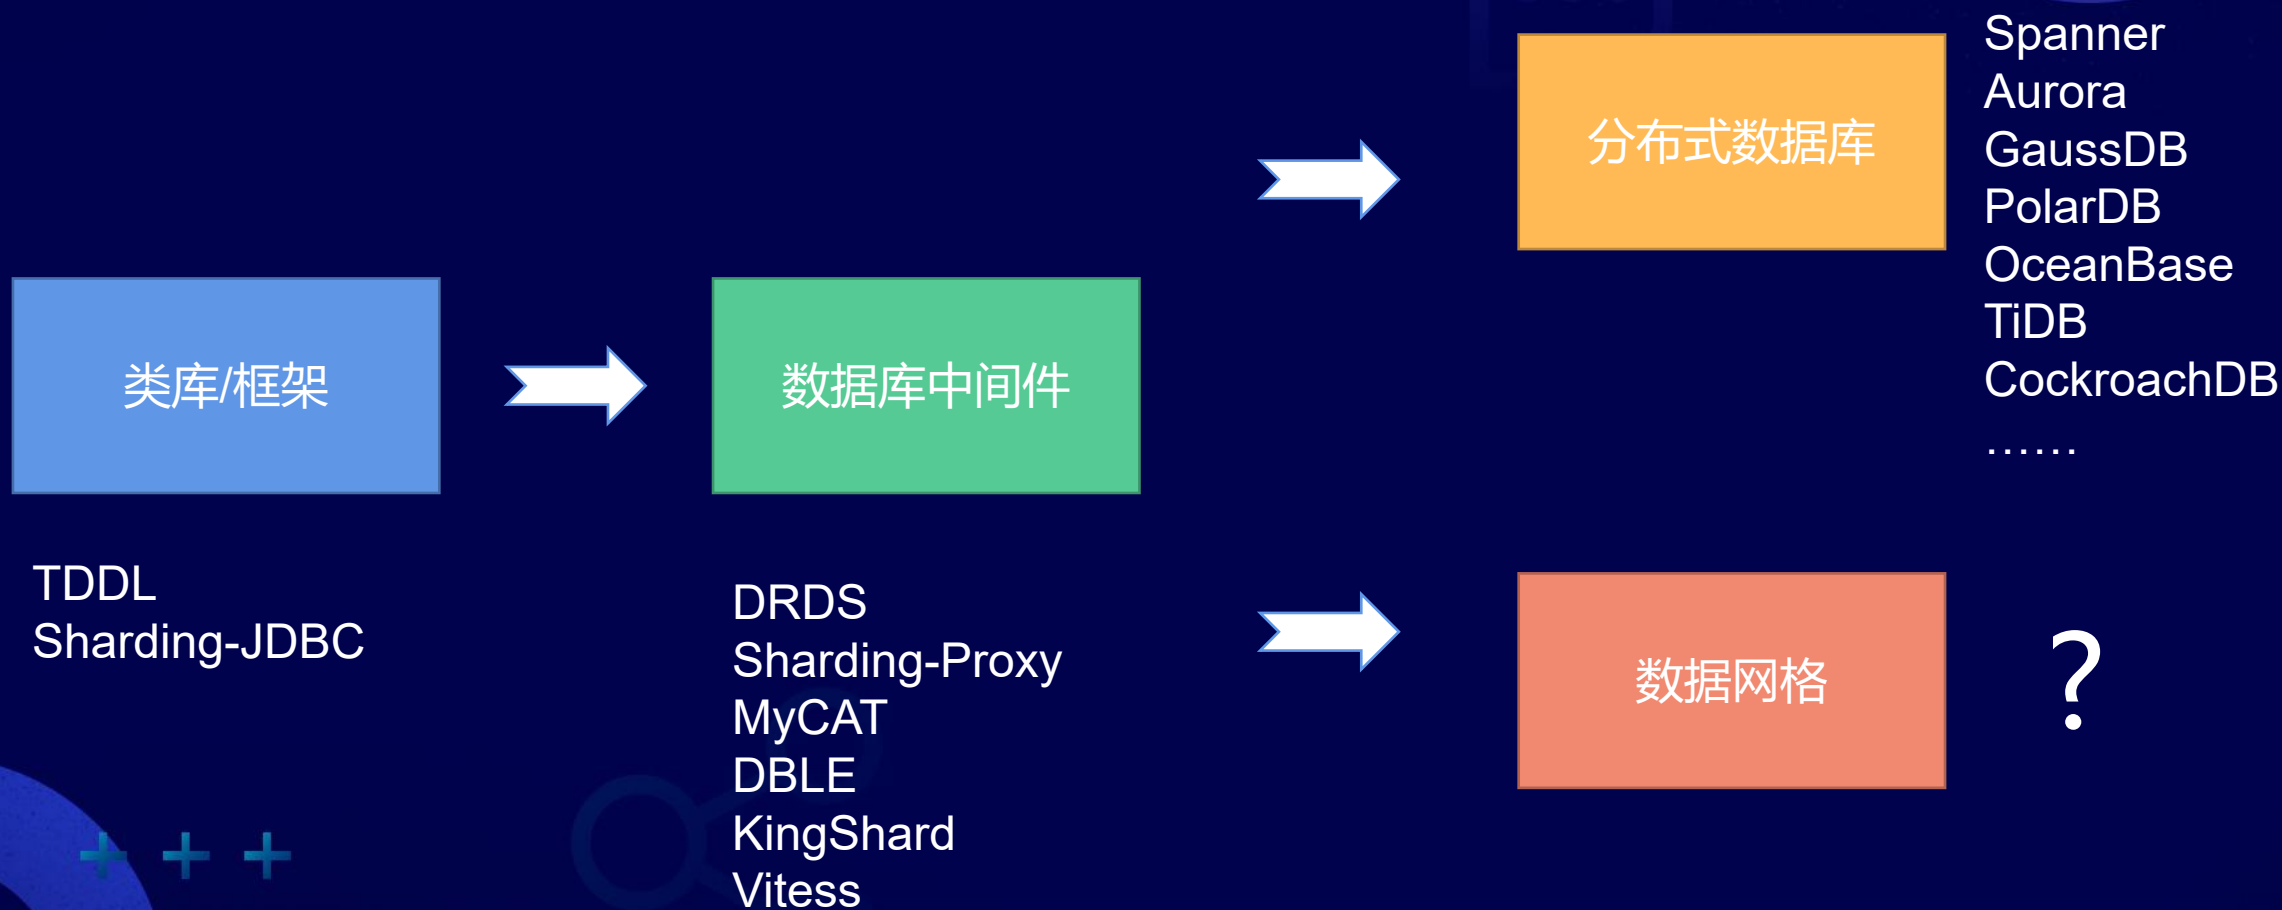 类库/框架
TDDL
Sharding-JDBC
数据库中间件
DRDS
Sharding-Proxy
MyCAT
DBLE
KingShard
Vitess
分布式数据库
Spanner
Aurora
GaussDB
PolarDB
OceanBase
TiDB
CockroachDB
……
数据网格
？